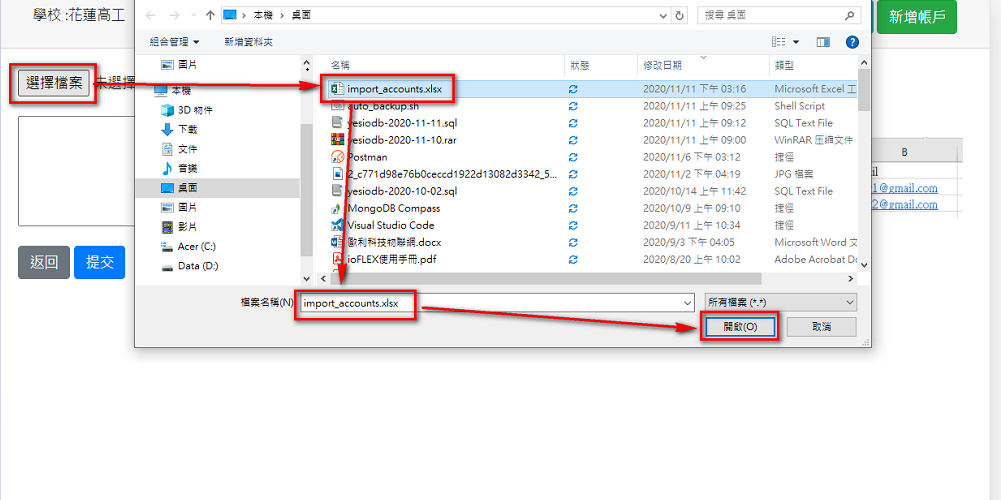 學校 :花蓮高工
新增帳戶
本機 › 桌面
搜尋 桌面
組合管理
新增資料夾
選擇檔案
未選擇
圖片
本機
3D 物件
下載
文件
音樂
桌面
圖片
影片
Acer (C:)
Data (D:)
名稱 狀態 修改日期 類型
import_accounts.xlsx 2020/11/11 下午 03:16 Microsoft Excel 工
auto_backup.sh 2020/11/11 上午 09:25 Shell Script
yesiodb-2020-11-11.sql 2020/11/11 上午 09:12 SQL Text File
yesiodb-2020-11-10.rar 2020/11/11 上午 09:00 WinRAR 压缩文件
Postman 2020/11/6 下午 03:12 捷徑
2_c771d98e76b0ceccd1922d13082d3342_5... 2020/11/2 下午 04:19 JPG 檔案
yesiodb-2020-10-02.sql 2020/10/14 上午 11:42 SQL Text File
MongoDB Compass 2020/10/9 上午 09:10 捷徑
Visual Studio Code 2020/9/11 上午 10:34 捷徑
歐利科技物聯網.docx 2020/9/3 下午 04:05 Microsoft Word 文
ioFLEX使用手冊.pdf 2020/8/20 上午 10:02 Adobe Acrobat Do
B
il
1@gmail.com
2@gmail.com
返回
提交
檔案名稱(N)
import_accounts.xlsx
所有檔案 (*.*)
開啟(O)
取消